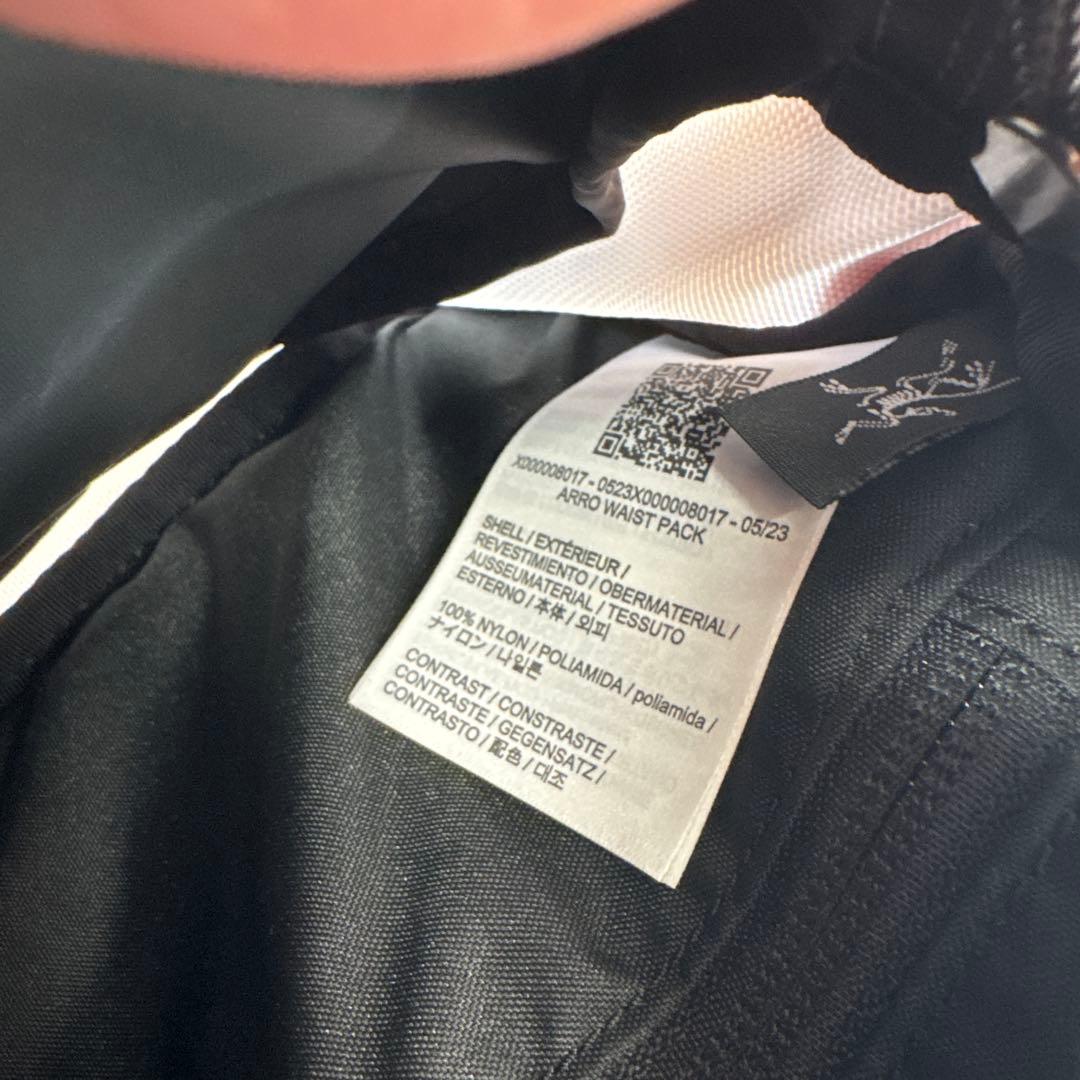 X000008017 - 0523X000008017 - 05/23
ARRO WAIST PACK
SHELL / EXTÉRIEUR /
REVESTIMIENTO / OBERMATERIAL /
AUSSEUMATERIAL / TESSUTO
ESTERNO / 本体 / 외피
100% NYLON / POLIAMIDA / poliamida /
ナイロン / 나일론
CONTRAST / CONSTRASTE /
CONTRASTE / GEGENSATZ /
CONTRASTO / 配色 / 대조